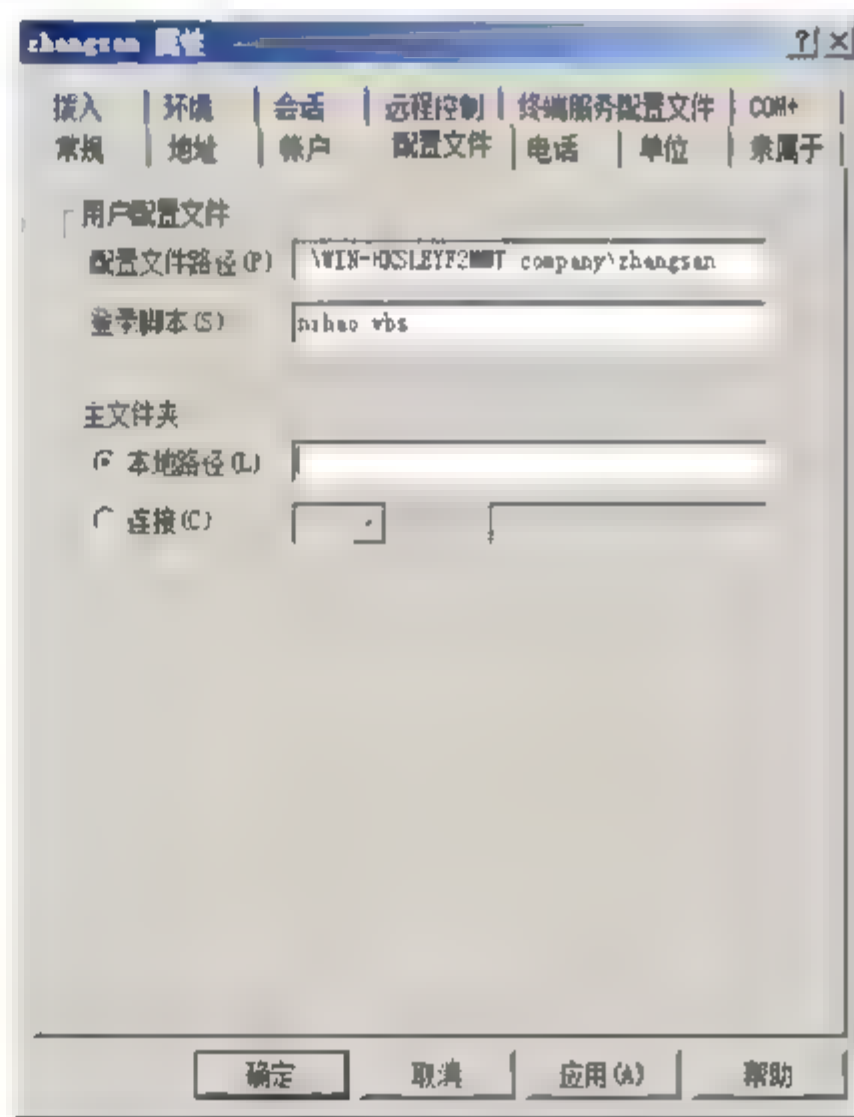 zhangsan 属性
拨入 环境 会话 远程控制 终端服务配置文件 COM+
常规 地址 帐户 配置文件 电话 单位 隶属于
用户配置文件
配置文件路径(P) company\zhangsan
登录脚本(S) nihao vbs
主文件夹
本地路径(L)
连接(C)
确定 取消 应用(A) 帮助